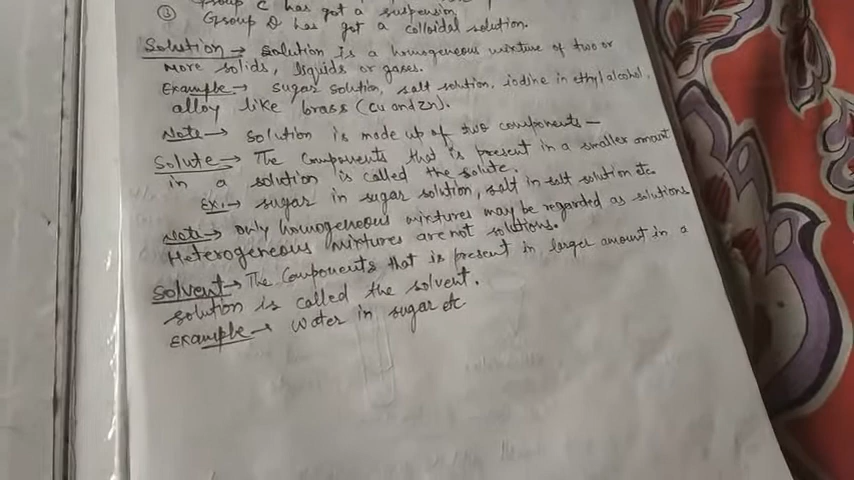 Group C has got a suspension
③ Group D has got a colloidal solution.
Solution → Solution is a homogeneous mixture of two or
more solids, liquids or gases.
Example → sugar solution, salt solution, iodine in ethyl alcohol,
alloy like brass (Cu and Zn).
Note → solution is made up of two components —
Solute → The Components that is present in a smaller amount
in a solution is called the solute.
Ex. → sugar in sugar solution, salt in salt solution etc.
Note → only homogeneous mixtures may be regarded as solutions
Heterogeneous mixtures are not solutions.
Solvent → The Components that is present in larger amount in a
solution is called the solvent.
Example → water in sugar etc